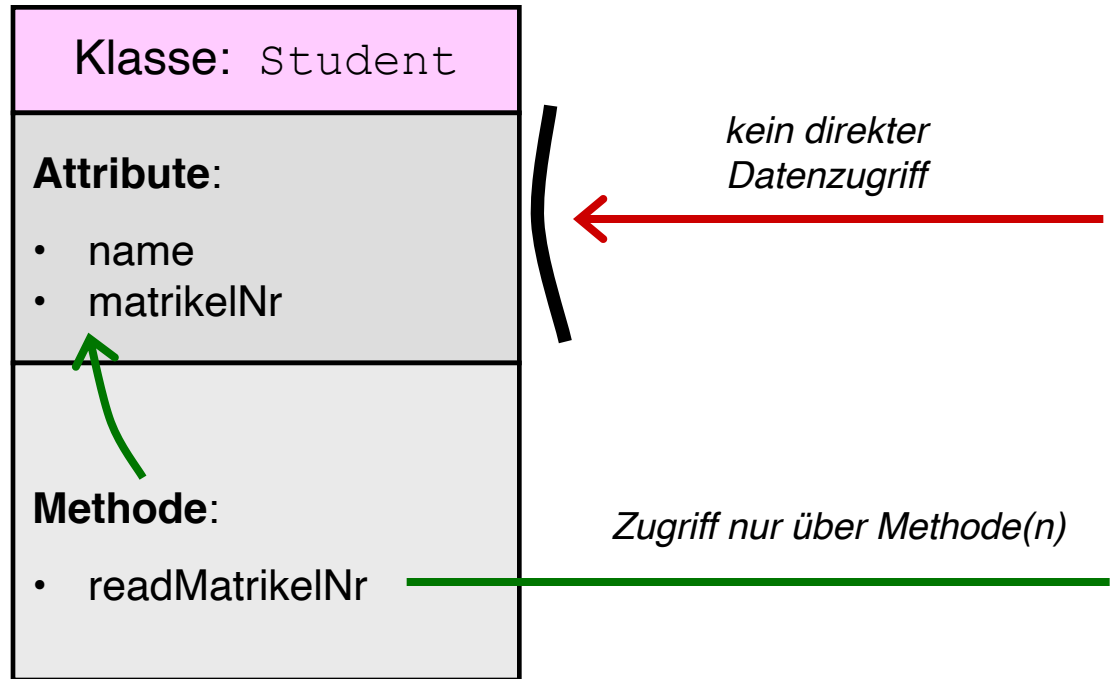 Klasse: Student
kein direkter
Datenzugriff
Attribute:
• name
• matrikelNr
Methode:
Zugriff nur über Methode(n)
• readMatrikelNr